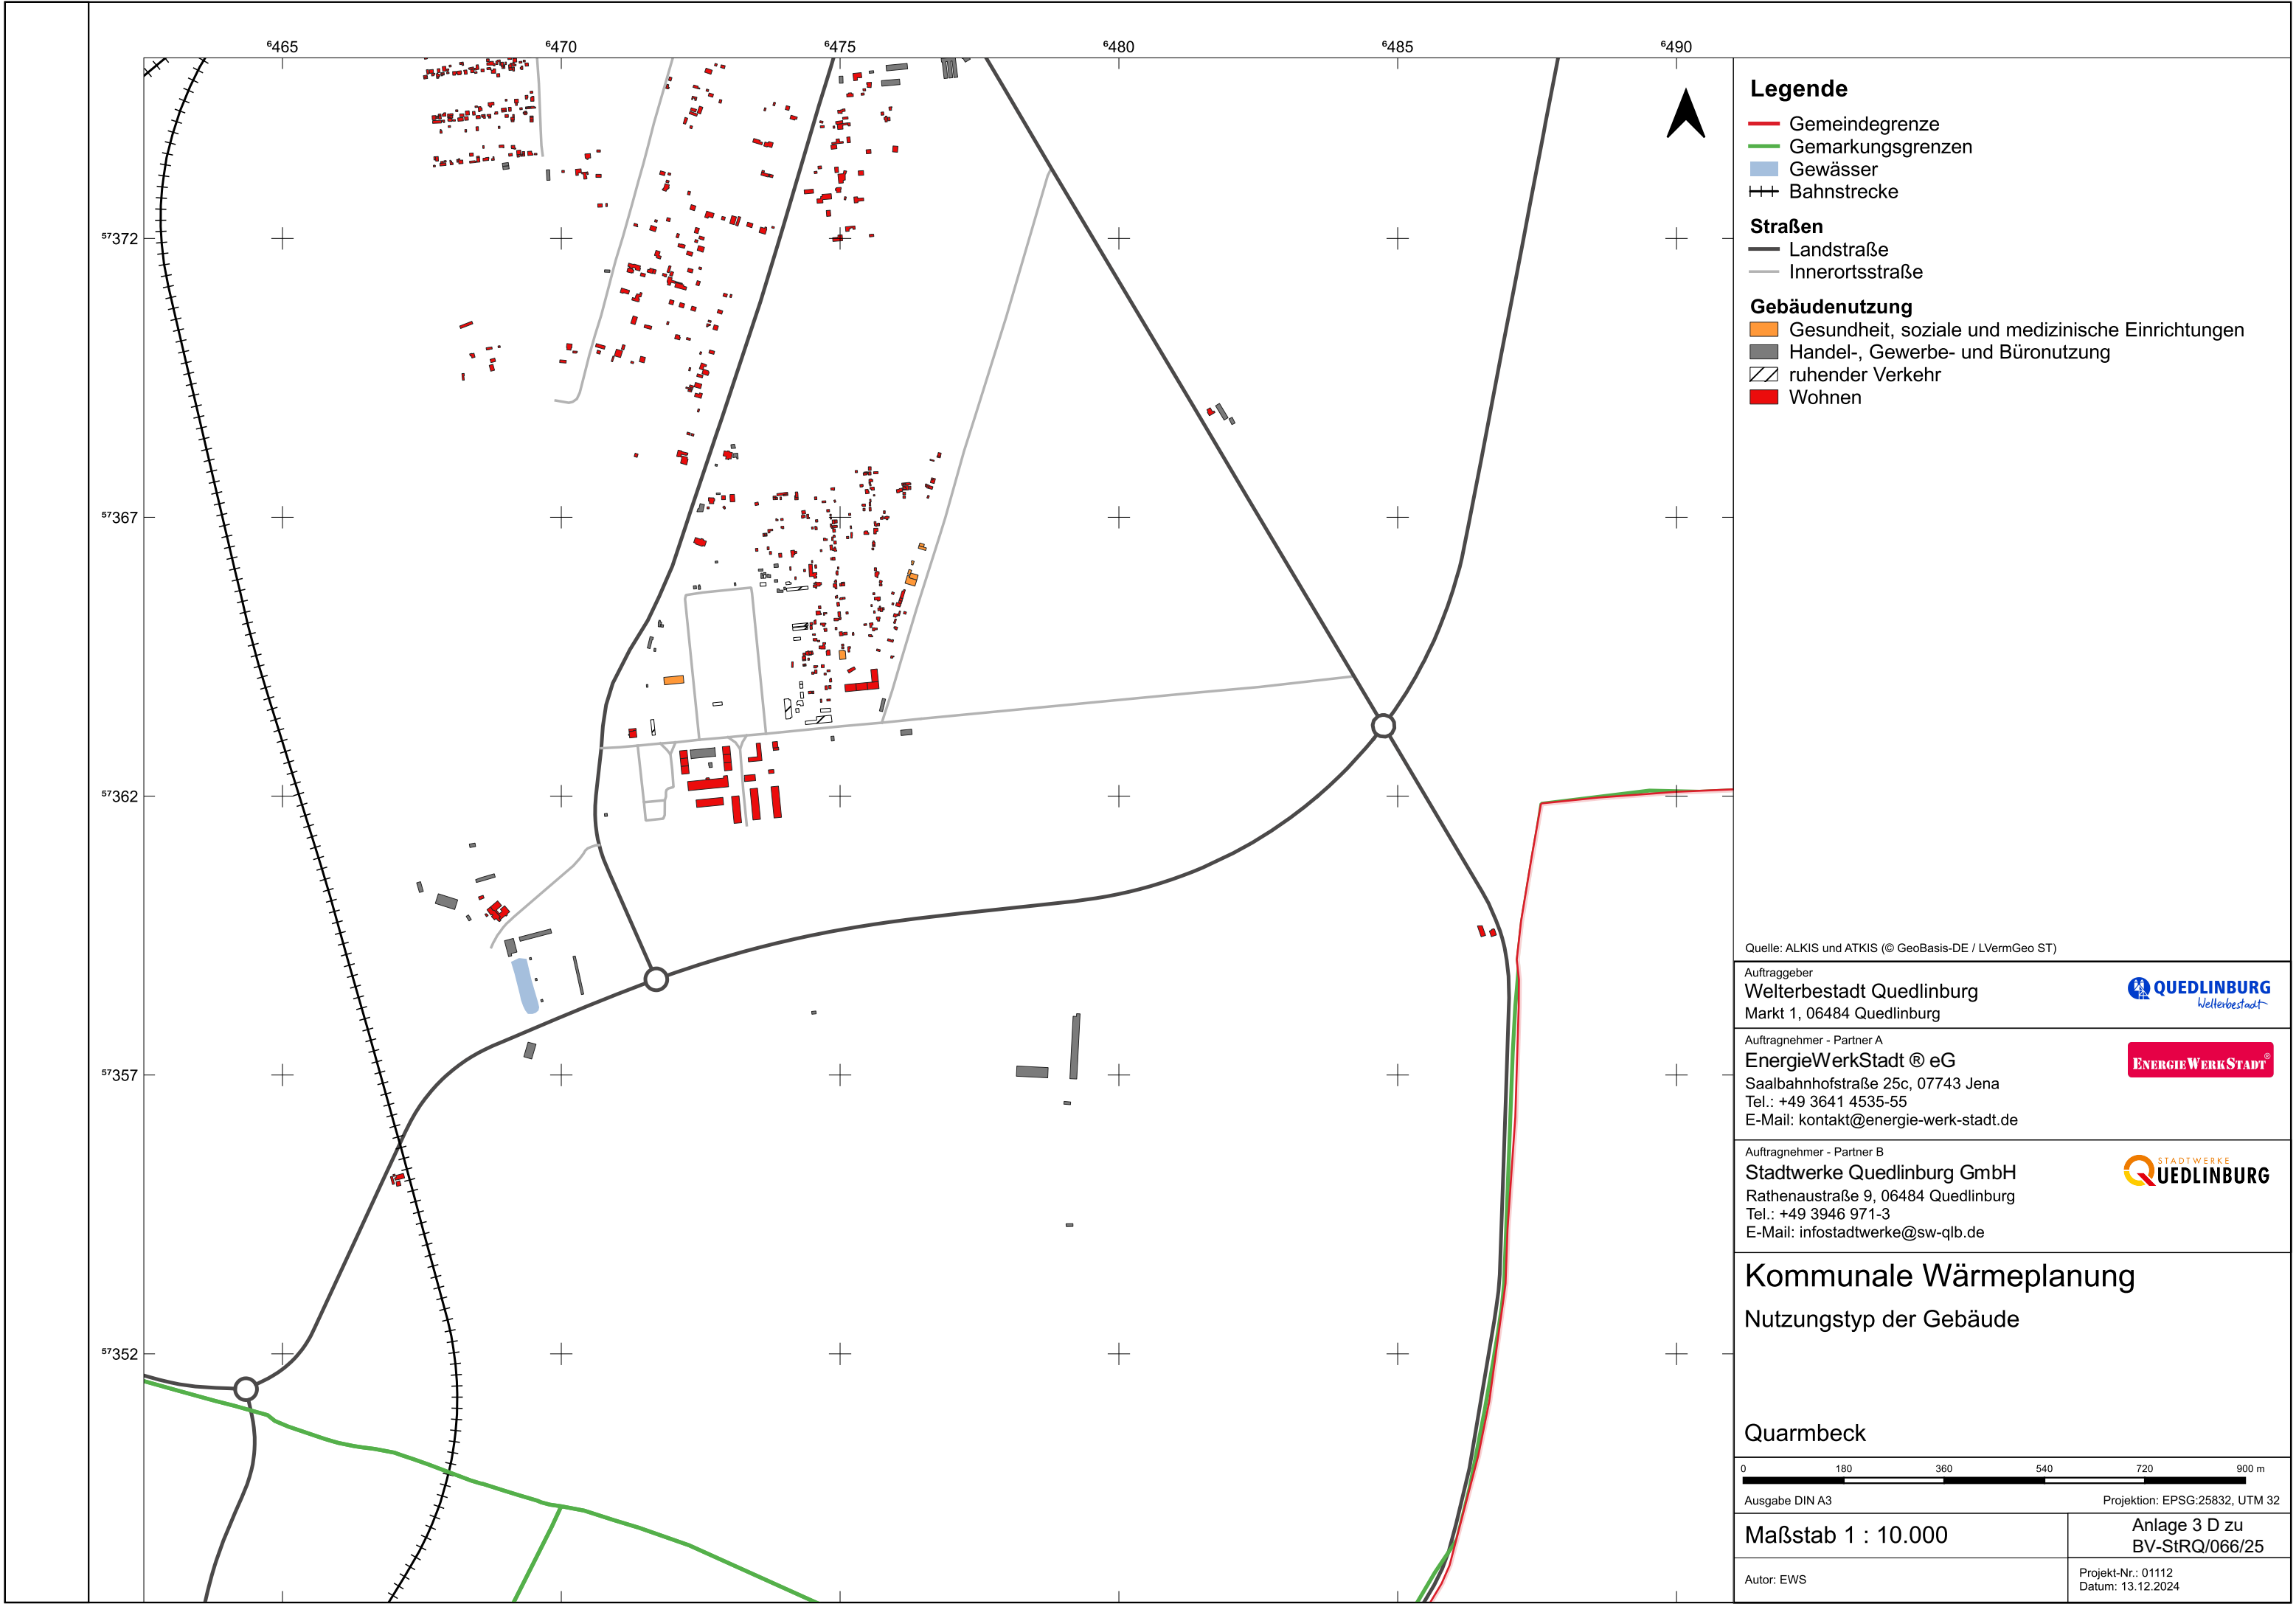 ⁶465 ⁶470 ⁶475 ⁶480 ⁶485 ⁶490
⁵⁷372
⁵⁷367
⁵⁷362
⁵⁷357
⁵⁷352
Legende
Gemeindegrenze
Gemarkungsgrenzen
Gewässer
Bahnstrecke
Straßen
Landstraße
Innerortsstraße
Gebäudenutzung
Gesundheit, soziale und medizinische Einrichtungen
Handel-, Gewerbe- und Büronutzung
ruhender Verkehr
Wohnen
Quelle: ALKIS und ATKIS (© GeoBasis-DE / LVermGeo ST)
Auftraggeber
Welterbestadt Quedlinburg
Markt 1, 06484 Quedlinburg
QUEDLINBURG
Welterbestadt
Auftragnehmer - Partner A
EnergieWerkStadt ® eG
Saalbahnhofstraße 25c, 07743 Jena
Tel.: +49 3641 4535-55
E-Mail: kontakt@energie-werk-stadt.de
ENERGIEWERKSTADT®
Auftragnehmer - Partner B
Stadtwerke Quedlinburg GmbH
Rathenaustraße 9, 06484 Quedlinburg
Tel.: +49 3946 971-3
E-Mail: infostadtwerke@sw-qlb.de
STADTWERKE
QUEDLINBURG
Kommunale Wärmeplanung
Nutzungstyp der Gebäude
Quarmbeck
0 180 360 540 720 900 m
Ausgabe DIN A3 Projektion: EPSG:25832, UTM 32
Maßstab 1 : 10.000
Anlage 3 D zu
BV-StRQ/066/25
Autor: EWS
Projekt-Nr.: 01112
Datum: 13.12.2024